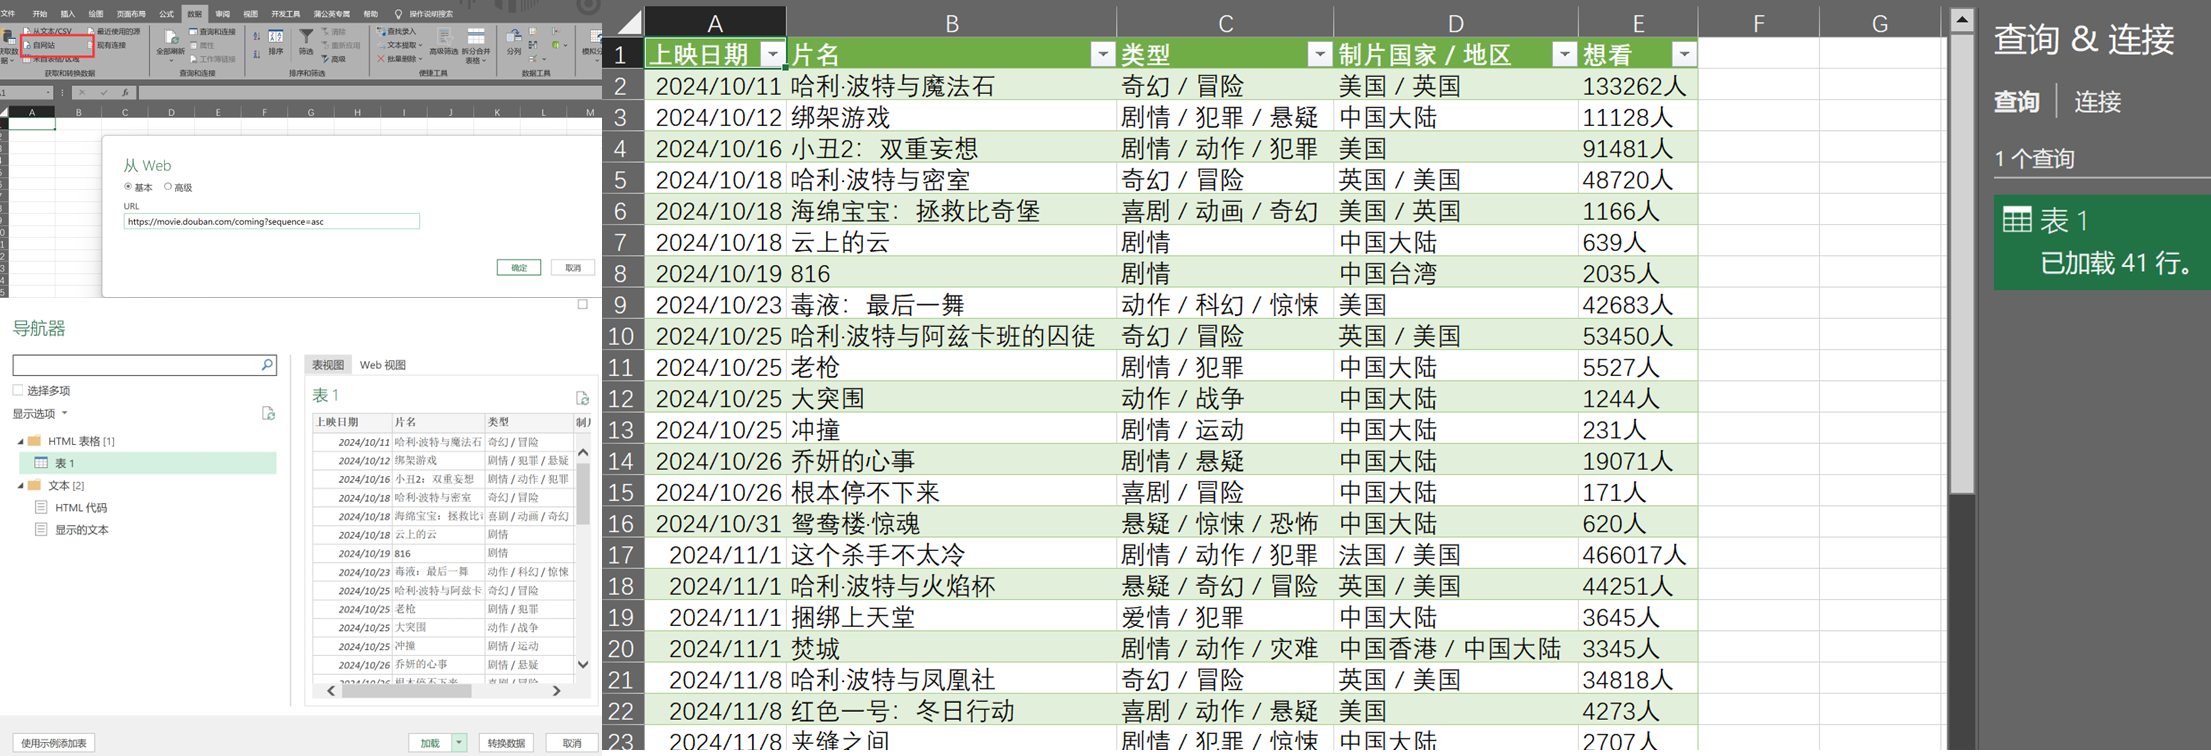 文件 开始 插入 绘图 页面布局 公式 数据 审阅 视图 开发工具 蒲公英专属 帮助 操作说明搜索
从文本/CSV 最近使用的源
自网站 现有连接
获取和转换数据
全部刷新 查询和连接
属性
工作簿链接
查询和连接
排序 筛选 清除
重新应用
高级
排序和筛选
查找录入
文本提取
批量删除
高级筛选 拆分合并表格
便捷工具
分列
数据工具
A B C D E F G H I J K L M
从 Web
基本 高级
URL
https://movie.douban.com/coming?sequence=asc
确定 取消
导航器
选择多项
显示选项
HTML 表格 [1]
表 1
文本 [2]
HTML 代码
显示的文本
表视图 Web 视图
表 1
上映日期 片名 类型
2024/10/11 哈利·波特与魔法石 奇幻 / 冒险
2024/10/12 绑架游戏 剧情 / 犯罪 / 悬疑
2024/10/16 小丑2：双重妄想 剧情 / 动作 / 犯罪
2024/10/18 哈利·波特与密室 奇幻 / 冒险
2024/10/18 海绵宝宝：拯救比 喜剧 / 动画 / 奇幻
2024/10/18 云上的云 剧情
2024/10/19 816 剧情
2024/10/23 毒液：最后一舞 动作 / 科幻 / 惊悚
2024/10/25 哈利·波特与阿兹卡 奇幻 / 冒险
2024/10/25 老枪 剧情 / 犯罪
2024/10/25 大突围 动作 / 战争
2024/10/25 冲撞 剧情 / 运动
2024/10/26 乔妍的心事 剧情 / 悬疑
2024/10/26 根本停不下来 喜剧 / 冒险
使用示例添加表 加载 转换数据 取消
A B C D E F G
1 上映日期 片名 类型 制片国家 / 地区 想看
2 2024/10/11 哈利·波特与魔法石 奇幻 / 冒险 美国 / 英国 133262人
3 2024/10/12 绑架游戏 剧情 / 犯罪 / 悬疑 中国大陆 11128人
4 2024/10/16 小丑2：双重妄想 剧情 / 动作 / 犯罪 美国 91481人
5 2024/10/18 哈利·波特与密室 奇幻 / 冒险 英国 / 美国 48720人
6 2024/10/18 海绵宝宝：拯救比奇堡 喜剧 / 动画 / 奇幻 美国 / 英国 1166人
7 2024/10/18 云上的云 剧情 中国大陆 639人
8 2024/10/19 816 剧情 中国台湾 2035人
9 2024/10/23 毒液：最后一舞 动作 / 科幻 / 惊悚 美国 42683人
10 2024/10/25 哈利·波特与阿兹卡班的囚徒 奇幻 / 冒险 英国 / 美国 53450人
11 2024/10/25 老枪 剧情 / 犯罪 中国大陆 5527人
12 2024/10/25 大突围 动作 / 战争 中国大陆 1244人
13 2024/10/25 冲撞 剧情 / 运动 中国大陆 231人
14 2024/10/26 乔妍的心事 剧情 / 悬疑 中国大陆 19071人
15 2024/10/26 根本停不下来 喜剧 / 冒险 中国大陆 171人
16 2024/10/31 鸳鸯楼·惊魂 悬疑 / 惊悚 / 恐怖 中国大陆 620人
17 2024/11/1 这个杀手不太冷 剧情 / 动作 / 犯罪 法国 / 美国 466017人
18 2024/11/1 哈利·波特与火焰杯 悬疑 / 奇幻 / 冒险 英国 / 美国 44251人
19 2024/11/1 捆绑上天堂 爱情 / 犯罪 中国大陆 3645人
20 2024/11/1 焚城 剧情 / 动作 / 灾难 中国香港 / 中国大陆 3345人
21 2024/11/8 哈利·波特与凤凰社 奇幻 / 冒险 英国 / 美国 34818人
22 2024/11/8 红色一号：冬日行动 喜剧 / 动作 / 悬疑 美国 4273人
23 2024/11/8 夹缝之间 剧情 / 犯罪 / 惊悚 中国大陆 2707人
查询 & 连接
查询 连接
1 个查询
表 1
已加载 41 行。